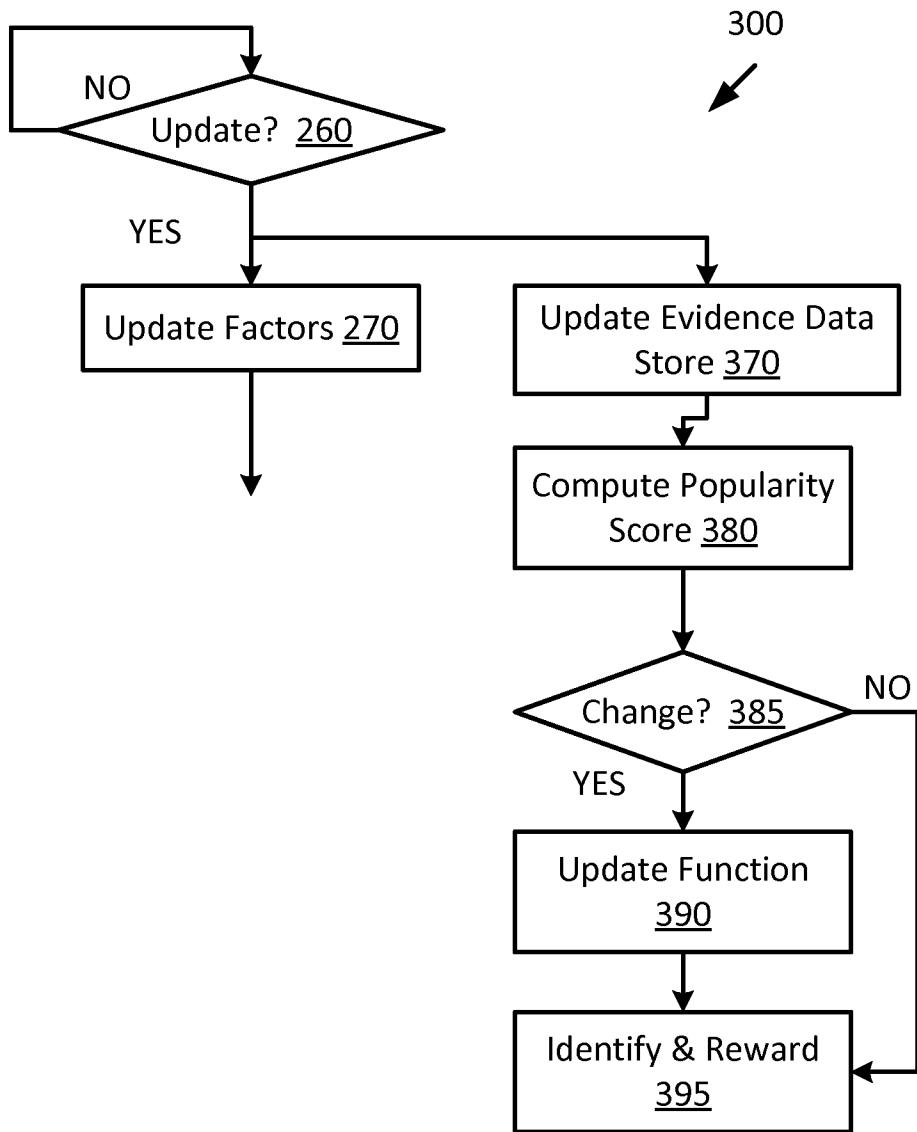 300
NO
Update? 260
YES
Update Factors 270
Update Evidence Data
Store 370
Compute Popularity
Score 380
Change? 385
NO
YES
Update Function
390
Identify & Reward
395